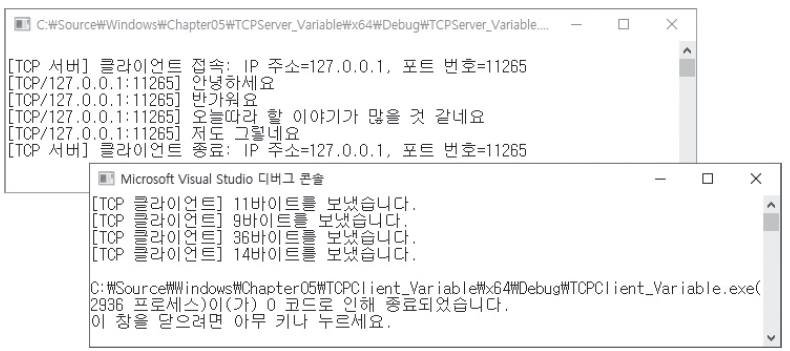 C:₩Source₩Windows₩Chapter05₩TCPServer_Variable₩x64₩Debug₩TCPServer_Variable....
[TCP 서버] 클라이언트 접속: IP 주소=127.0.0.1, 포트 번호=11265
[TCP/127.0.0.1:11265] 안녕하세요
[TCP/127.0.0.1:11265] 반가워요
[TCP/127.0.0.1:11265] 오늘따라 할 이야기가 많을 것 같네요
[TCP/127.0.0.1:11265] 저도 그렇네요
[TCP 서버] 클라이언트 종료: IP 주소=127.0.0.1, 포트 번호=11265
Microsoft Visual Studio 디버그 콘솔
[TCP 클라이언트] 11바이트를 보냈습니다.
[TCP 클라이언트] 9바이트를 보냈습니다.
[TCP 클라이언트] 36바이트를 보냈습니다.
[TCP 클라이언트] 14바이트를 보냈습니다.
C:₩Source₩Windows₩Chapter05₩TCPClient_Variable₩x64₩Debug₩TCPClient_Variable.exe(
2936 프로세스)이(가) 0 코드로 인해 종료되었습니다.
이 창을 닫으려면 아무 키나 누르세요.